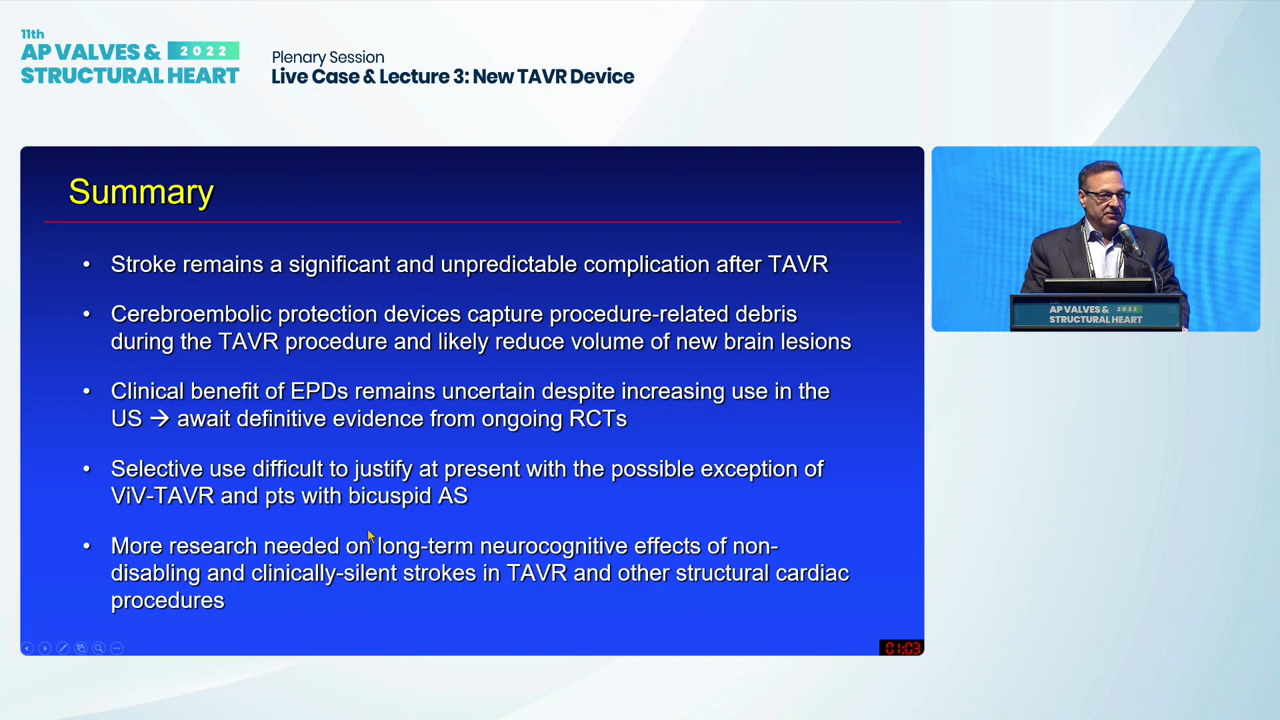 11th
AP VALVES & 2022
STRUCTURAL HEART
Plenary Session
Live Case & Lecture 3: New TAVR Device
Summary
• Stroke remains a significant and unpredictable complication after TAVR
• Cerebroembolic protection devices capture procedure-related debris
during the TAVR procedure and likely reduce volume of new brain lesions
• Clinical benefit of EPDs remains uncertain despite increasing use in the
US → await definitive evidence from ongoing RCTs
• Selective use difficult to justify at present with the possible exception of
ViV-TAVR and pts with bicuspid AS
• More research needed on long-term neurocognitive effects of non-
disabling and clinically-silent strokes in TAVR and other structural cardiac
procedures
01:03
AP VALVES & 2022
STRUCTURAL HEART